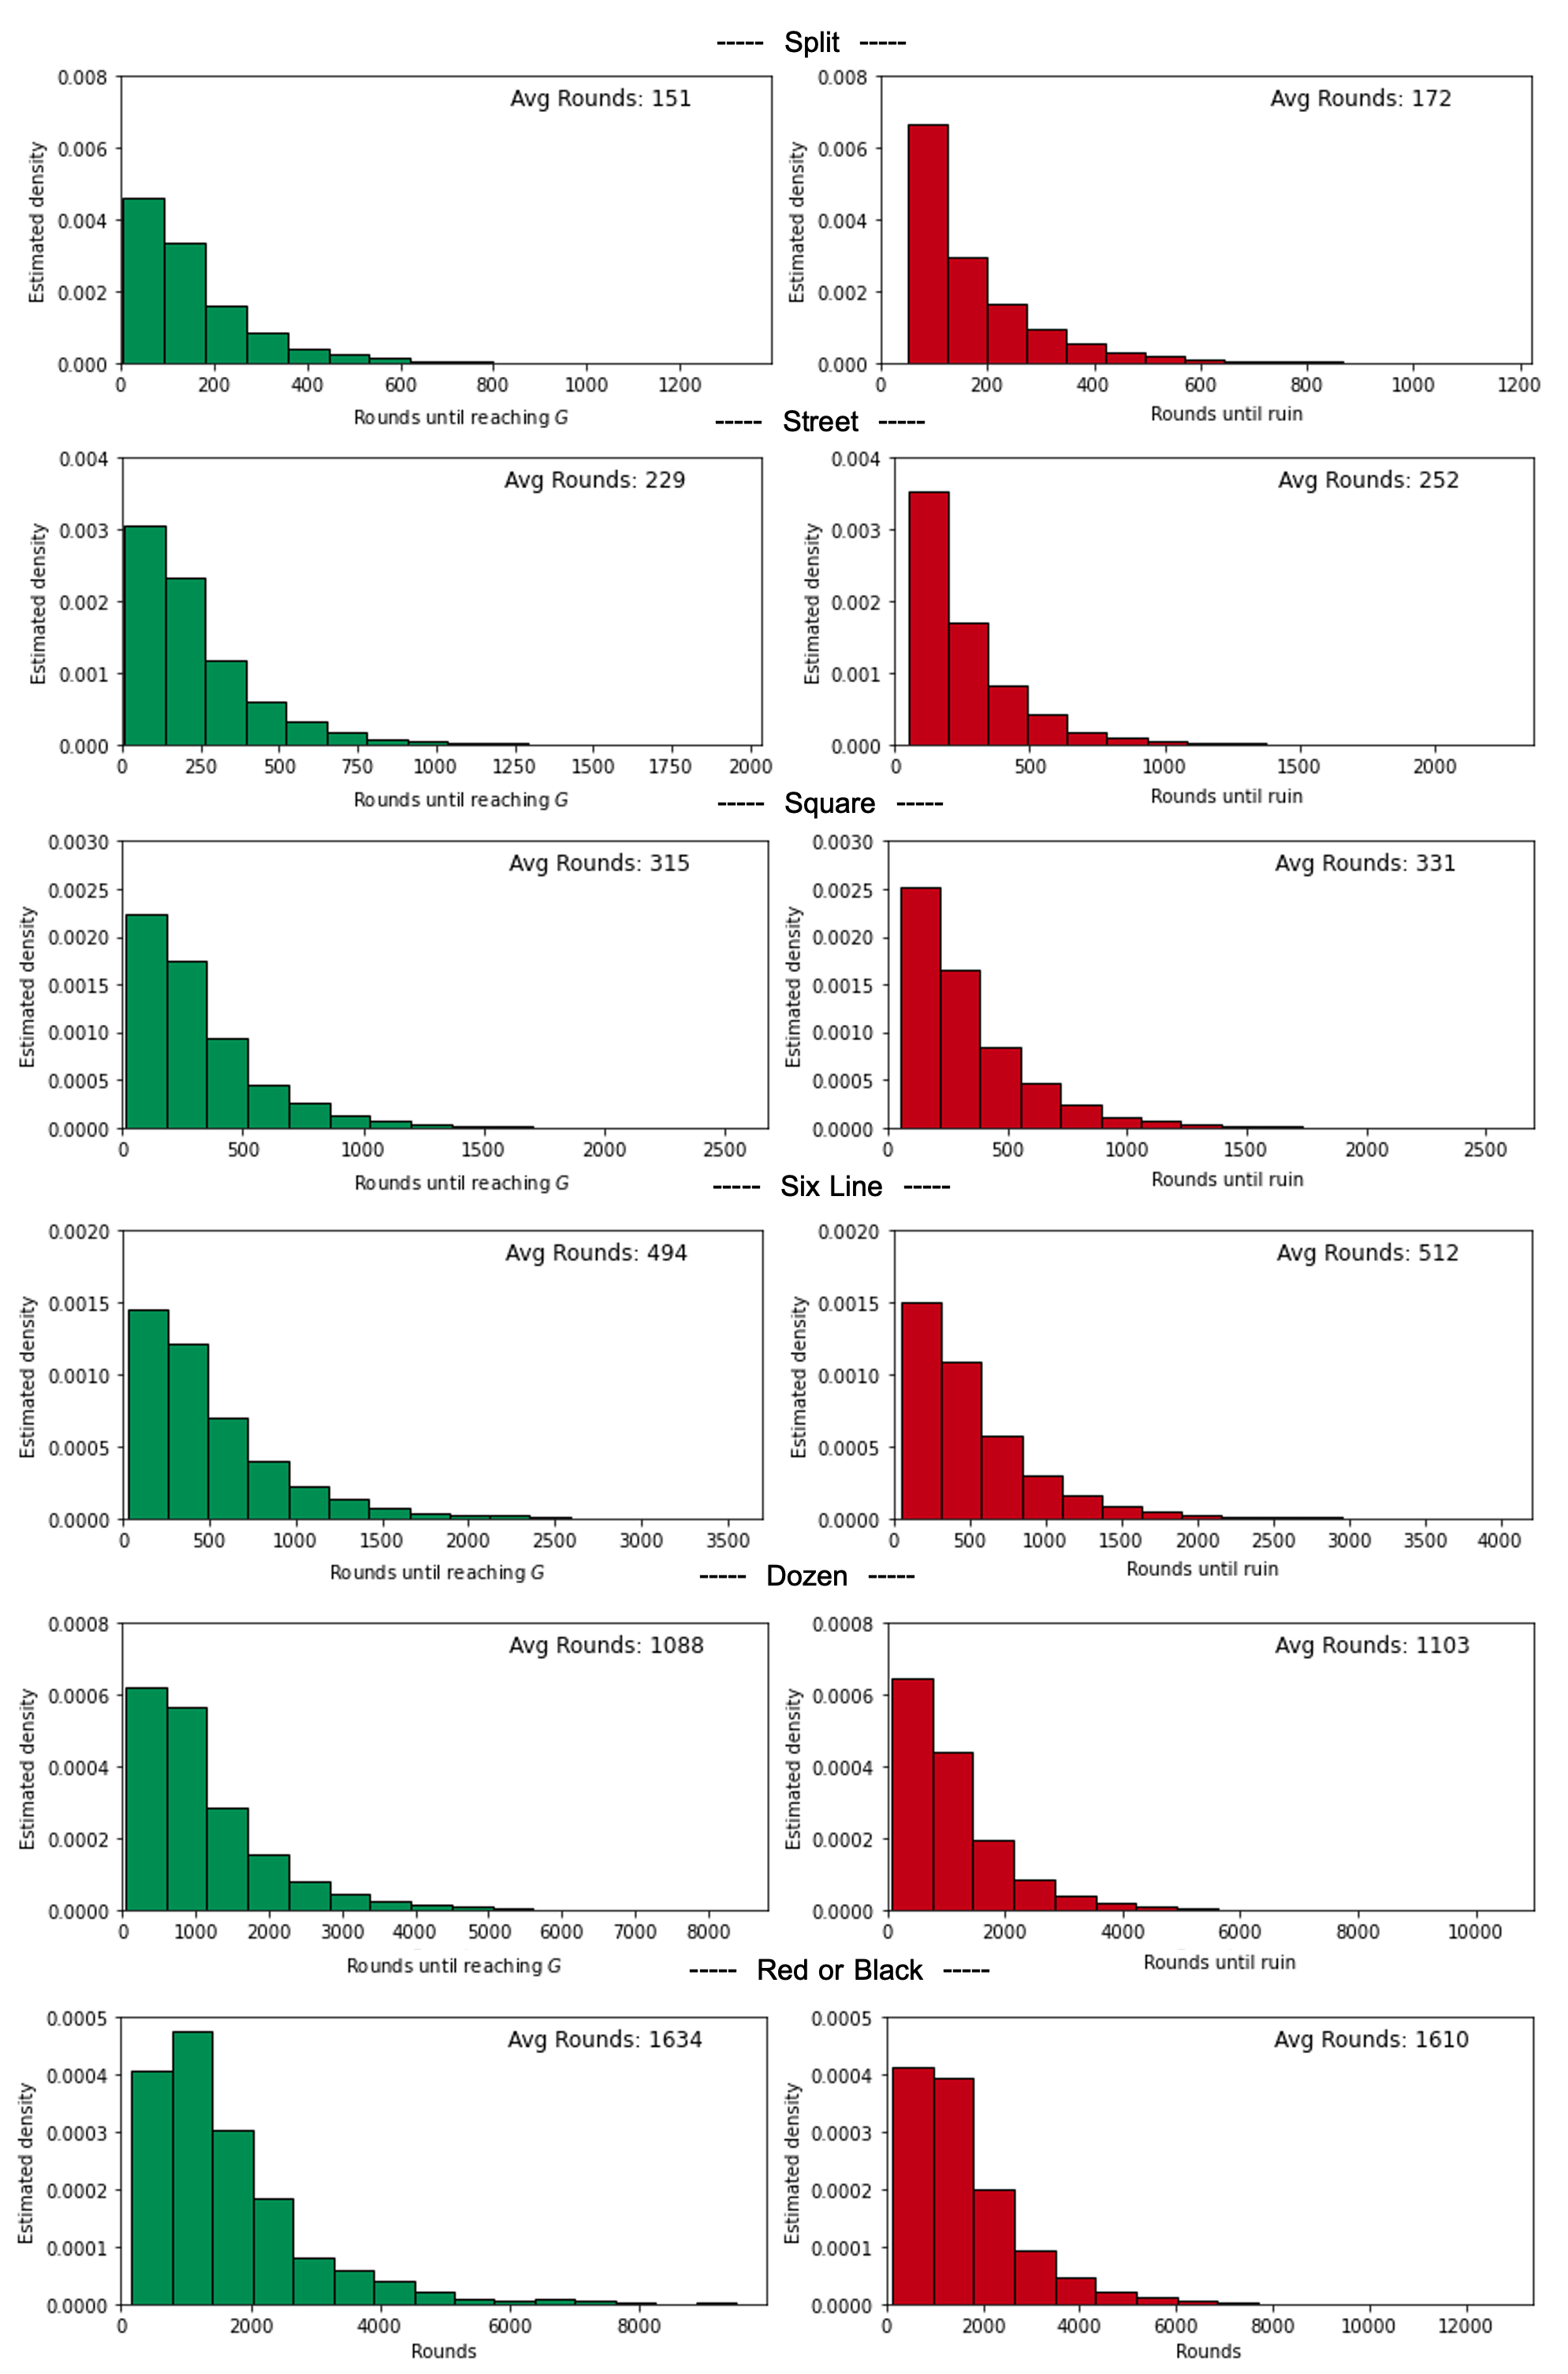 ----- Split -----
Avg Rounds: 151
Estimated density
0.008
0.006
0.004
0.002
0.000
0 200 400 600 800 1000 1200
Rounds until reaching G
Avg Rounds: 172
Estimated density
0.008
0.006
0.004
0.002
0.000
0 200 400 600 800 1000 1200
Rounds until ruin
----- Street -----
Avg Rounds: 229
Estimated density
0.004
0.003
0.002
0.001
0.000
0 250 500 750 1000 1250 1500 1750 2000
Rounds until reaching G
Avg Rounds: 252
Estimated density
0.004
0.003
0.002
0.001
0.000
0 500 1000 1500 2000
Rounds until ruin
----- Square -----
Avg Rounds: 315
Estimated density
0.0030
0.0025
0.0020
0.0015
0.0010
0.0005
0.0000
0 500 1000 1500 2000 2500
Rounds until reaching G
Avg Rounds: 331
Estimated density
0.0030
0.0025
0.0020
0.0015
0.0010
0.0005
0.0000
0 500 1000 1500 2000 2500
Rounds until ruin
----- Six Line -----
Avg Rounds: 494
Estimated density
0.0020
0.0015
0.0010
0.0005
0.0000
0 500 1000 1500 2000 2500 3000 3500
Rounds until reaching G
Avg Rounds: 512
Estimated density
0.0020
0.0015
0.0010
0.0005
0.0000
0 500 1000 1500 2000 2500 3000 3500 4000
Rounds until ruin
----- Dozen -----
Avg Rounds: 1088
Estimated density
0.0008
0.0006
0.0004
0.0002
0.0000
0 1000 2000 3000 4000 5000 6000 7000 8000
Rounds until reaching G
Avg Rounds: 1103
Estimated density
0.0008
0.0006
0.0004
0.0002
0.0000
0 2000 4000 6000 8000 10000
Rounds until ruin
----- Red or Black -----
Avg Rounds: 1634
Estimated density
0.0005
0.0004
0.0003
0.0002
0.0001
0.0000
0 2000 4000 6000 8000
Rounds
Avg Rounds: 1610
Estimated density
0.0005
0.0004
0.0003
0.0002
0.0001
0.0000
0 2000 4000 6000 8000 10000 12000
Rounds